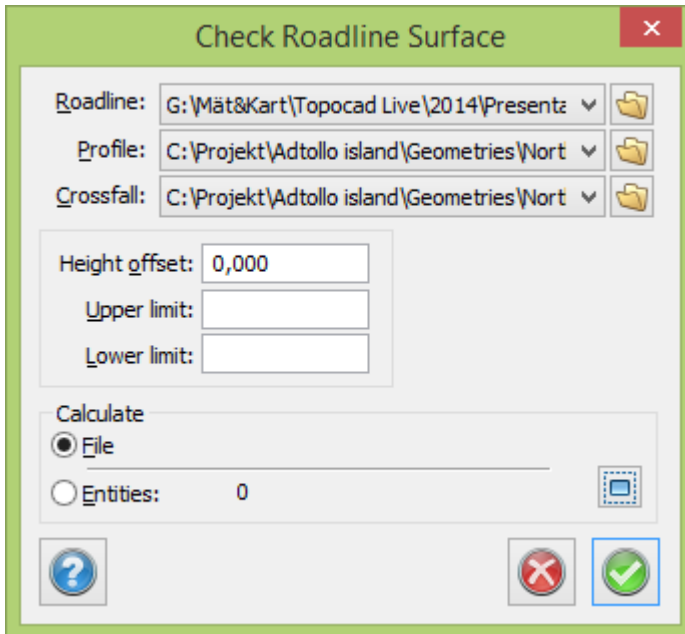 Check Roadline Surface
Roadline: G:\Mät&Kart\Topocad Live\2014\Presenta
Profile: C:\Projekt\Adtollo island\Geometries\Nort
Crossfall: C:\Projekt\Adtollo island\Geometries\Nort
Height offset: 0,000
Upper limit:
Lower limit:
Calculate
File
Entities: 0